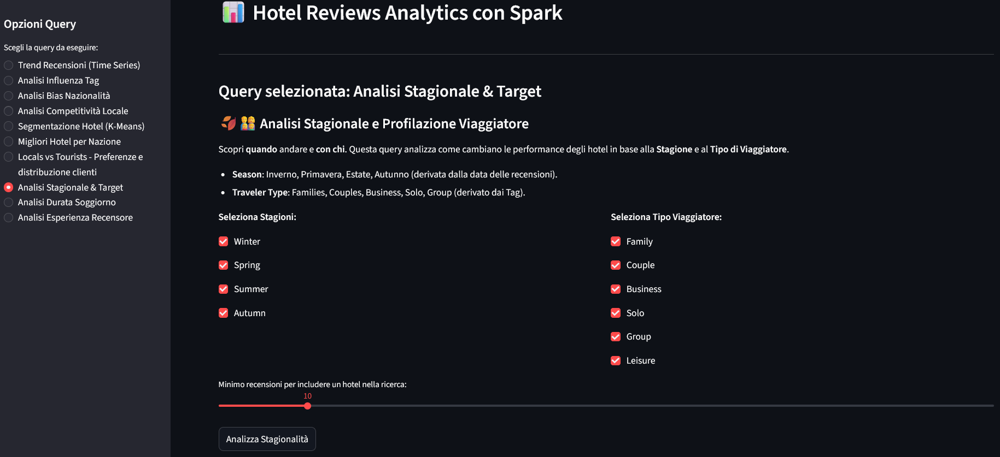 Opzioni Query
Scegli la query da eseguire:
Trend Recensioni (Time Series)
Analisi Influenza Tag
Analisi Bias Nazionalità
Analisi Competitività Locale
Segmentazione Hotel (K-Means)
Migliori Hotel per Nazione
Locals vs Tourists - Preferenze e
distribuzione clienti
Analisi Stagionale & Target
Analisi Durata Soggiorno
Analisi Esperienza Recensore
Hotel Reviews Analytics con Spark
Query selezionata: Analisi Stagionale & Target
Analisi Stagionale e Profilazione Viaggiatore
Scopri quando andare e con chi. Questa query analizza come cambiano le performance degli hotel in base alla Stagione e al Tipo di Viaggiatore.
Season: Inverno, Primavera, Estate, Autunno (derivata dalla data delle recensioni).
Traveler Type: Families, Couples, Business, Solo, Group (derivato dai Tag).
Seleziona Stagioni:
Winter
Spring
Summer
Autumn
Seleziona Tipo Viaggiatore:
Family
Couple
Business
Solo
Group
Leisure
Minimo recensioni per includere un hotel nella ricerca:
10
Analizza Stagionalità